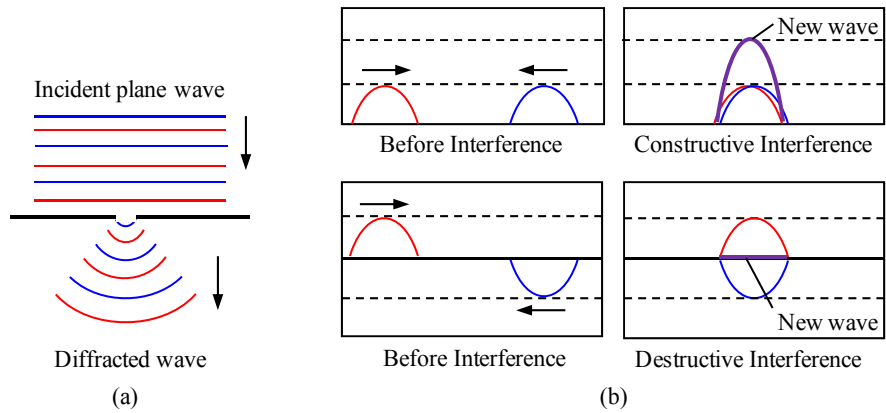 Incident plane wave
Diffracted wave
(a)
Before Interference
New wave
Constructive Interference
Before Interference
New wave
Destructive Interference
(b)